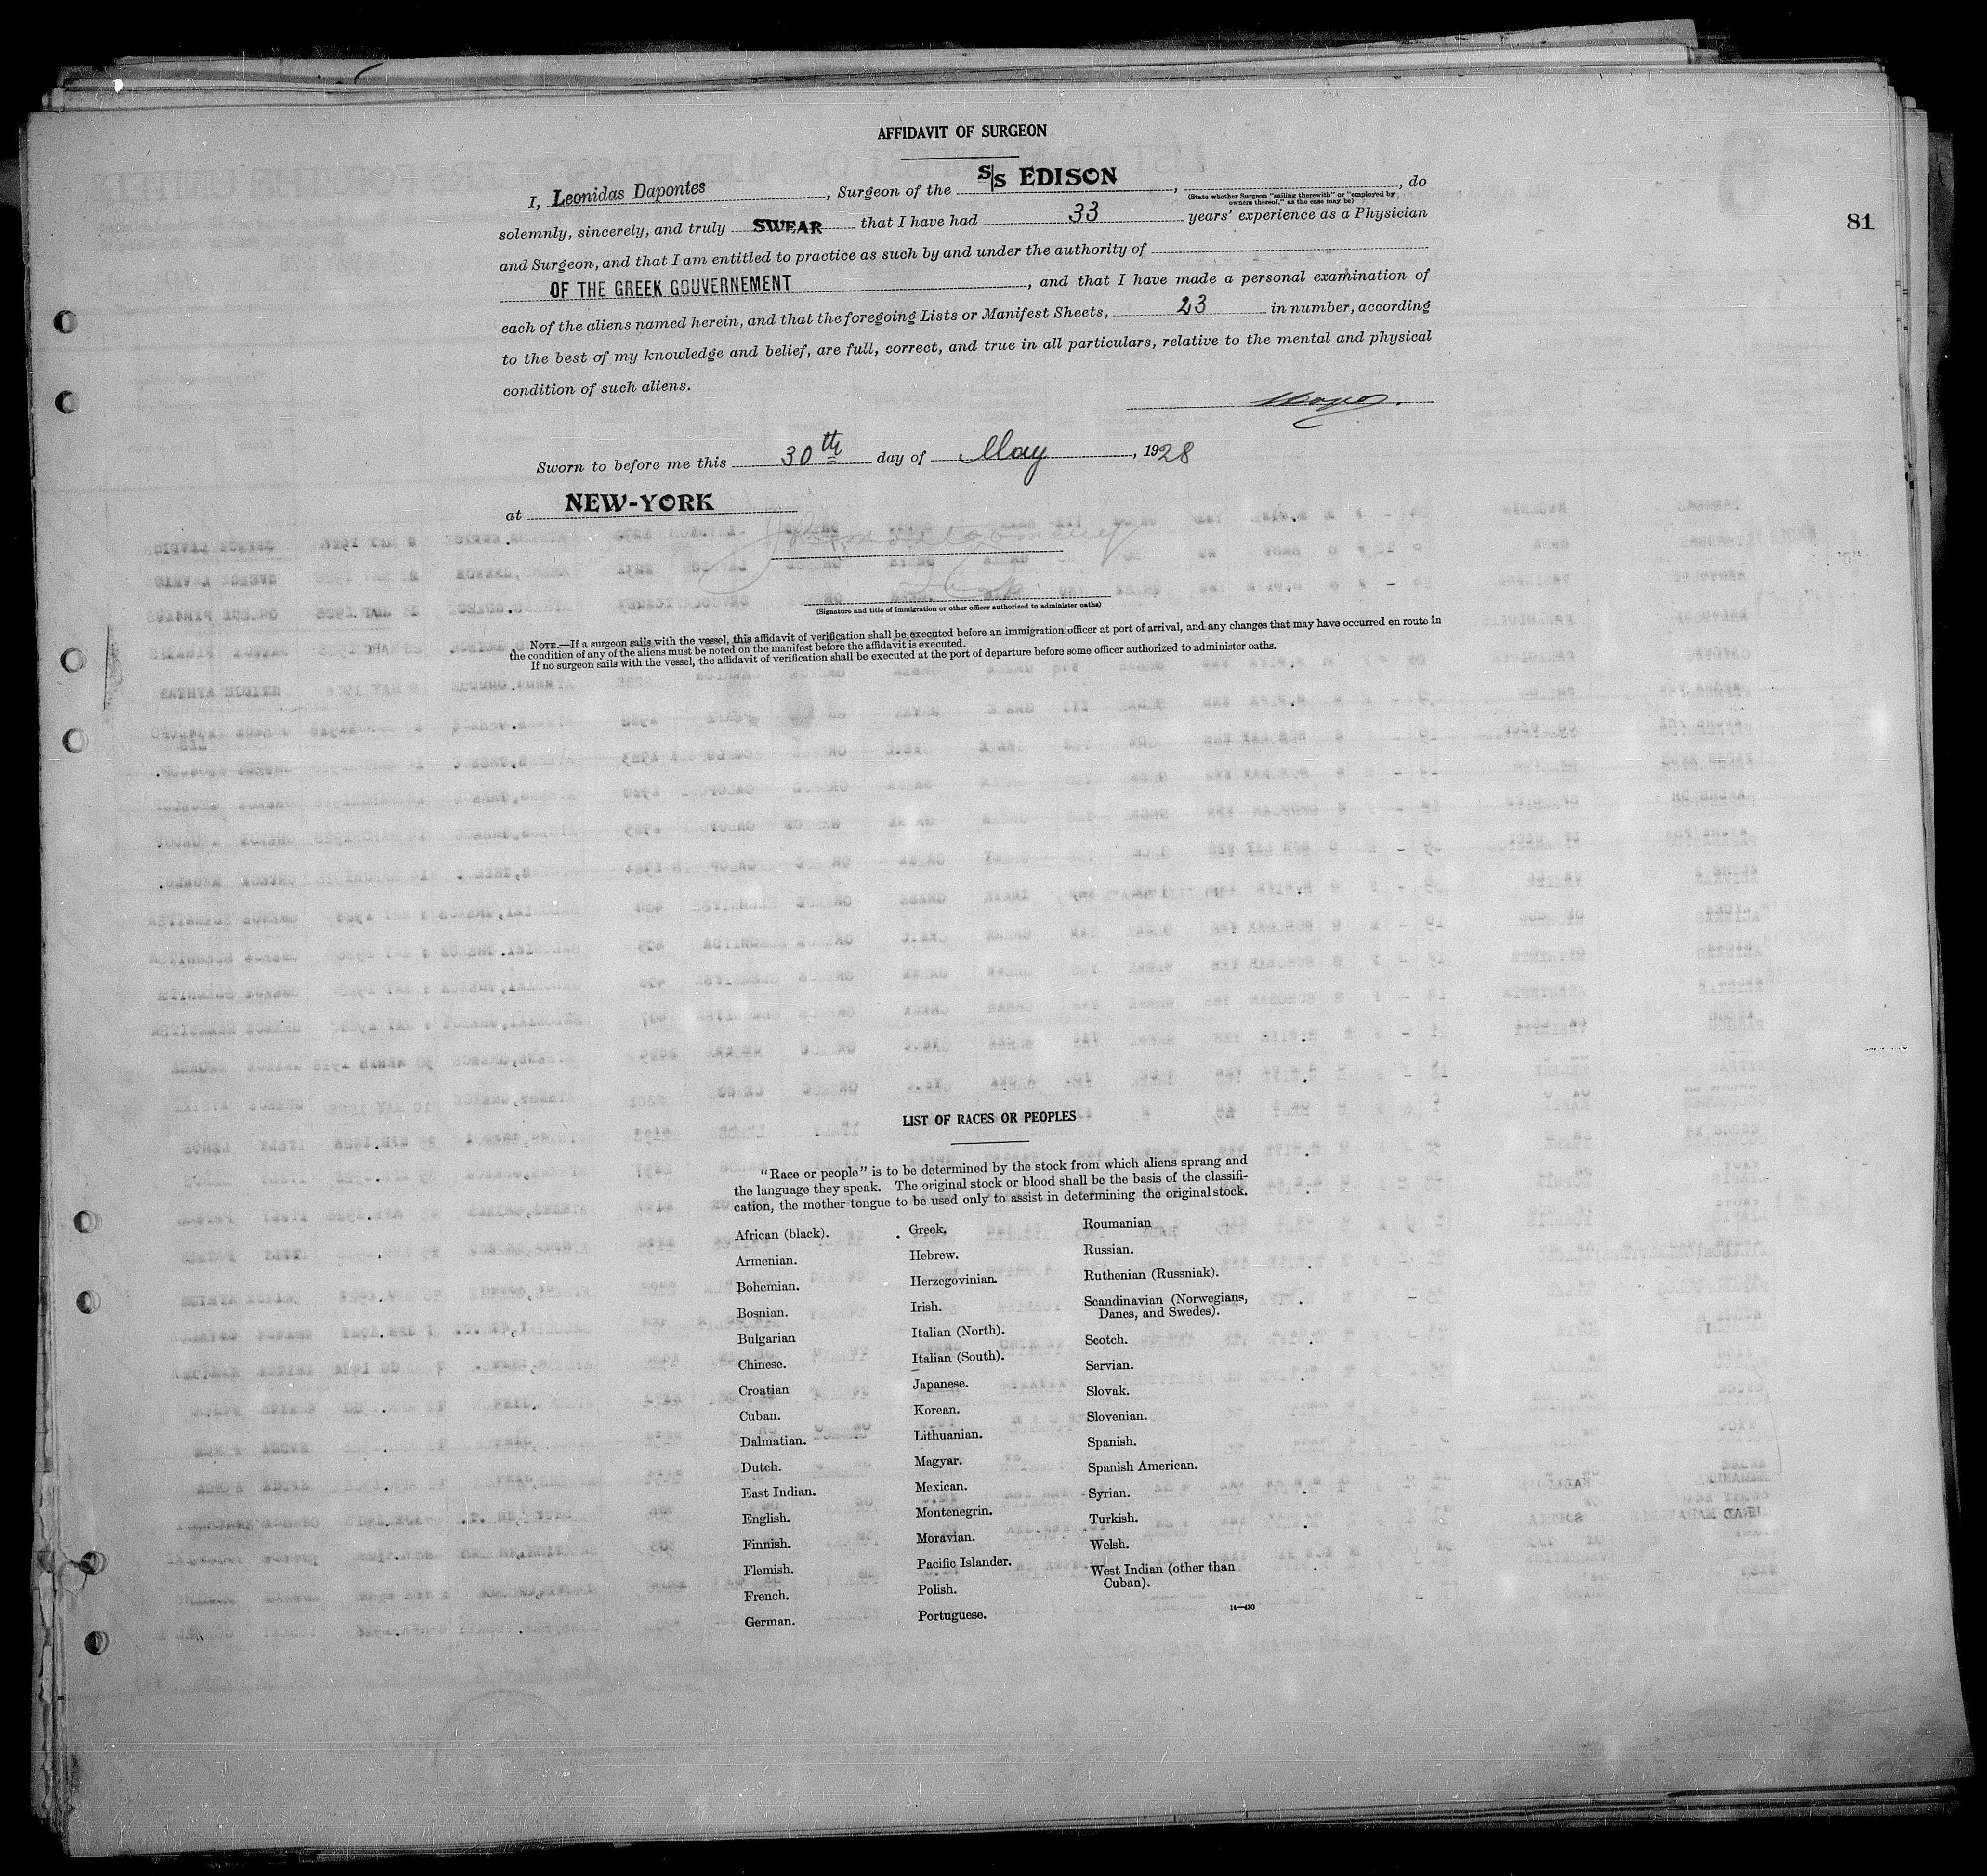 AFFIDAVIT OF SURGEON
I, Leonidas Dapontes, Surgeon of the S/S EDISON, , do
(State whether Surgeon "sailing therewith" or "employed by owners thereof," as the case may be)
solemnly, sincerely, and truly SWEAR that I have had 33 years' experience as a Physician
81
and Surgeon, and that I am entitled to practice as such by and under the authority of
OF THE GREEK GOUVERNEMENT, and that I have made a personal examination of
each of the aliens named herein, and that the foregoing Lists or Manifest Sheets, 23 in number, according
to the best of my knowledge and belief, are full, correct, and true in all particulars, relative to the mental and physical
condition of such aliens.
Sworn to before me this 30th day of May, 1928
at NEW-YORK
(Signature and title of immigration or other officer authorized to administer oaths)
NOTE.—If a surgeon sails with the vessel, this affidavit of verification shall be executed before an immigration officer at port of arrival, and any changes that may have occurred en route in
the condition of any of the aliens must be noted on the manifest before the affidavit is executed.
If no surgeon sails with the vessel, the affidavit of verification shall be executed at the port of departure before some officer authorized to administer oaths.
LIST OF RACES OR PEOPLES
"Race or people" is to be determined by the stock from which aliens sprang and
the language they speak. The original stock or blood shall be the basis of the classifi-
cation, the mother tongue to be used only to assist in determining the original stock.
African (black).
Armenian.
Bohemian.
Bosnian.
Bulgarian
Chinese.
Croatian
Cuban.
Dalmatian.
Dutch.
East Indian.
English.
Finnish.
Flemish.
French.
German.
Greek.
Hebrew.
Herzegovinian.
Irish.
Italian (North).
Italian (South).
Japanese.
Korean.
Lithuanian.
Magyar.
Mexican.
Montenegrin.
Moravian.
Pacific Islander.
Polish.
Portuguese.
Roumanian
Russian.
Ruthenian (Russniak).
Scandinavian (Norwegians,
Danes, and Swedes).
Scotch.
Servian.
Slovak.
Slovenian.
Spanish.
Spanish American.
Syrian.
Turkish.
Welsh.
West Indian (other than
Cuban).
14—430